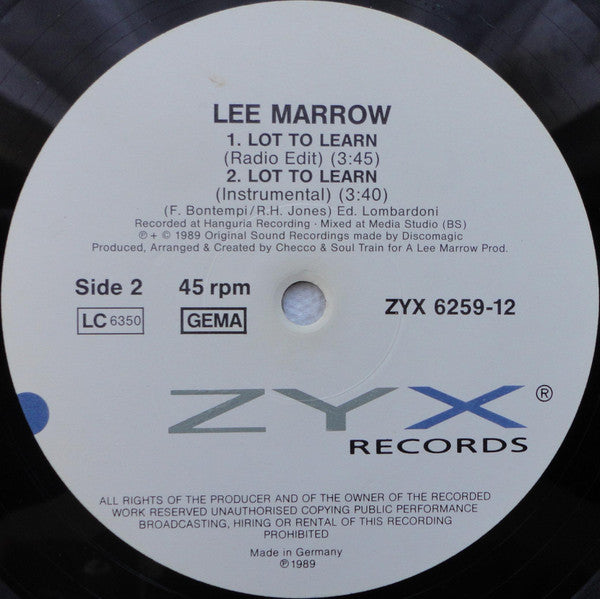 LEE MARROW
1. LOT TO LEARN
(Radio Edit) (3:45)
2. LOT TO LEARN
(Instrumental) (3:40)
(F. Bontempi/R.H. Jones) Ed. Lombardoni
Recorded at Hanguria Recording · Mixed at Media Studio (BS)
℗ + © 1989 Original Sound Recordings made by Discomagic
Produced, Arranged & Created by Checco & Soul Train for A Lee Marrow Prod.
Side 2 45 rpm
LC 6350 GEMA
ZYX 6259-12
ZYX ®
RECORDS
ALL RIGHTS OF THE PRODUCER AND OF THE OWNER OF THE RECORDED
WORK RESERVED UNAUTHORISED COPYING PUBLIC PERFORMANCE
BROADCASTING, HIRING OR RENTAL OF THIS RECORDING
PROHIBITED
Made in Germany
℗ 1989